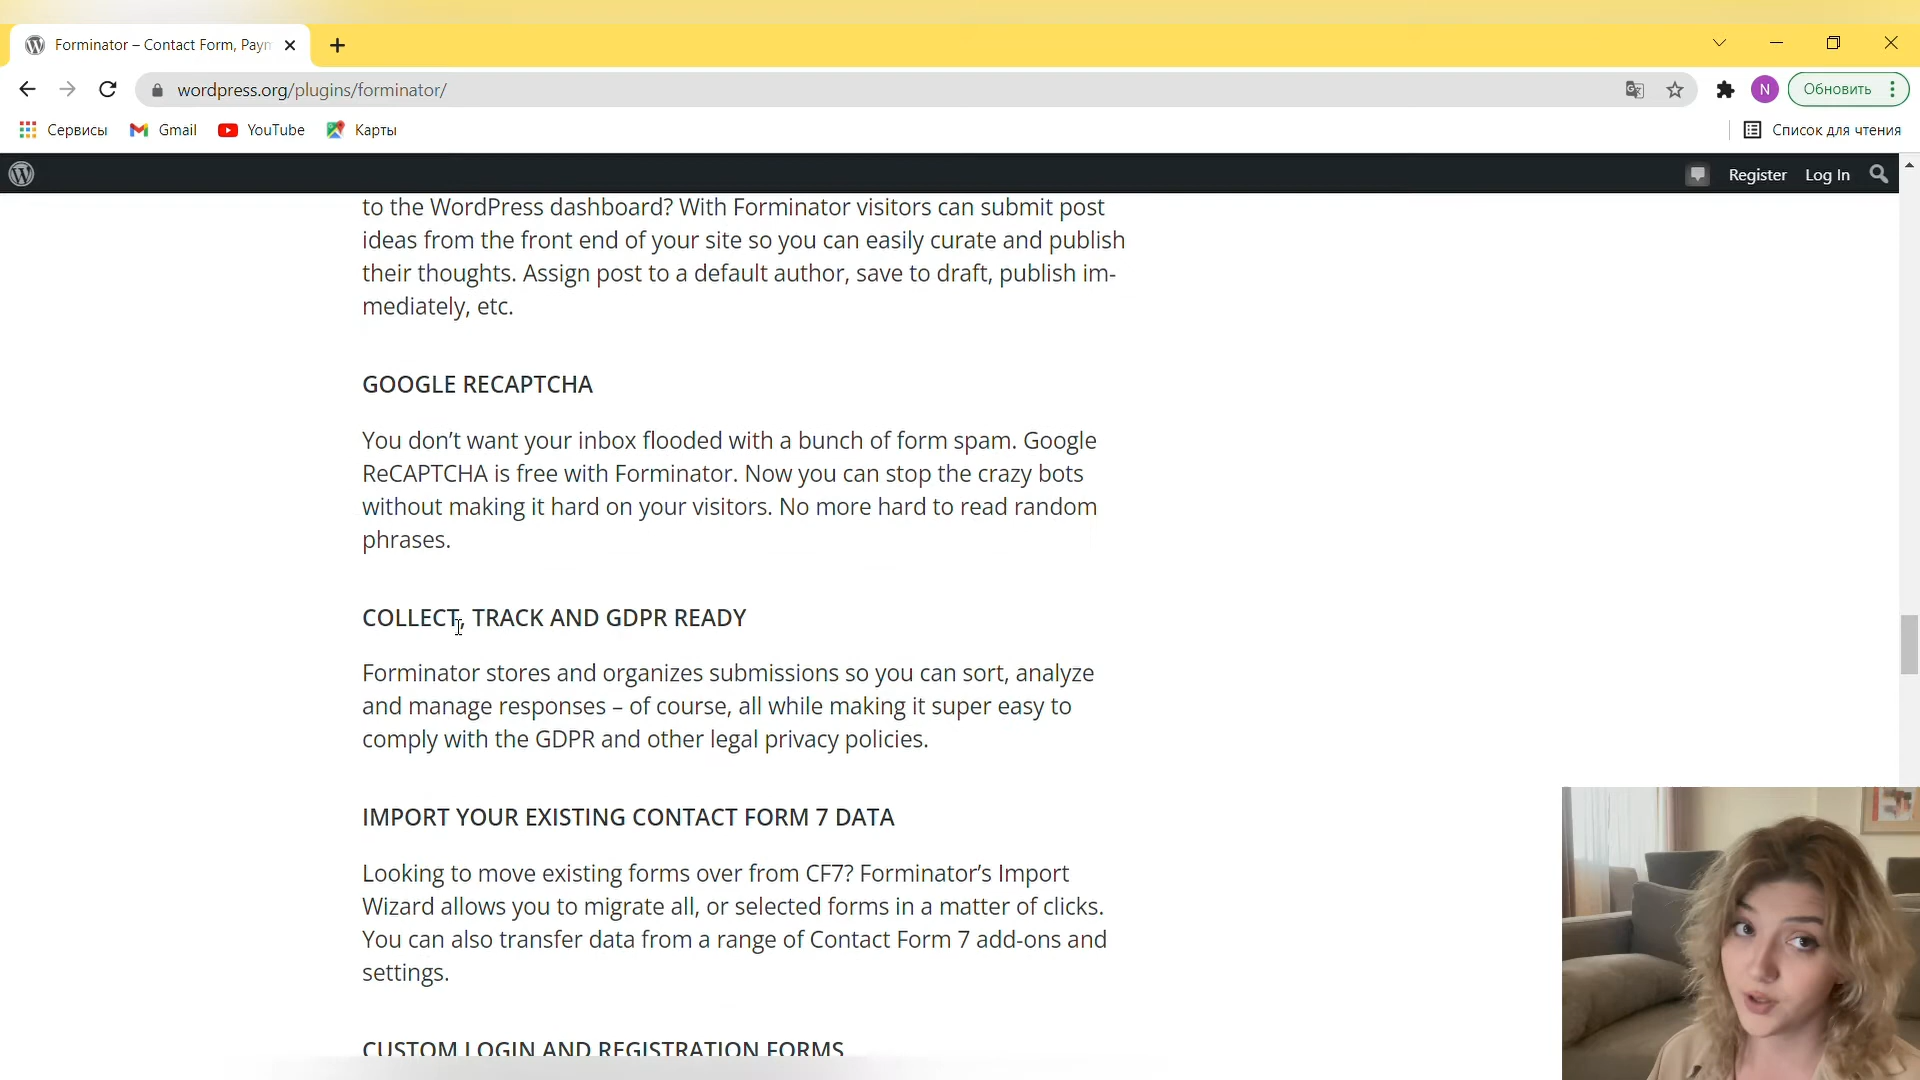 Forminator – Contact Form, Payn
wordpress.org/plugins/forminator/
N
Обновить
Сервисы
Gmail
YouTube
Карты
Список для чтения
Register
Log In
to the WordPress dashboard? With Forminator visitors can submit post
ideas from the front end of your site so you can easily curate and publish
their thoughts. Assign post to a default author, save to draft, publish im-
mediately, etc.
GOOGLE RECAPTCHA
You don’t want your inbox flooded with a bunch of form spam. Google
ReCAPTCHA is free with Forminator. Now you can stop the crazy bots
without making it hard on your visitors. No more hard to read random
phrases.
COLLECT, TRACK AND GDPR READY
Forminator stores and organizes submissions so you can sort, analyze
and manage responses – of course, all while making it super easy to
comply with the GDPR and other legal privacy policies.
IMPORT YOUR EXISTING CONTACT FORM 7 DATA
Looking to move existing forms over from CF7? Forminator’s Import
Wizard allows you to migrate all, or selected forms in a matter of clicks.
You can also transfer data from a range of Contact Form 7 add-ons and
settings.
CUSTOM LOGIN AND REGISTRATION FORMS